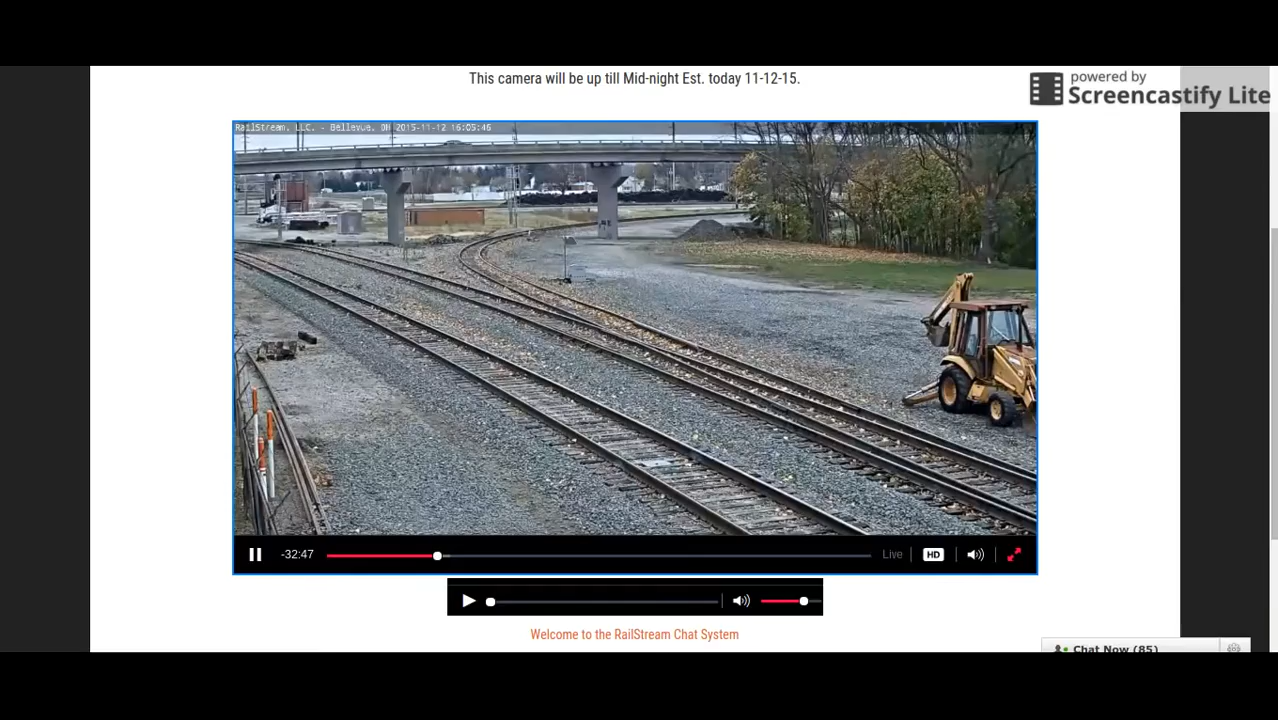 This camera will be up till Mid-night Est. today 11-12-15.
powered by
Screencastify Lite
RailStream, LLC. - Bellevue, OH 2015-11-12 16:05:46
-32:47
Live
HD
Welcome to the RailStream Chat System
Chat Now (85)